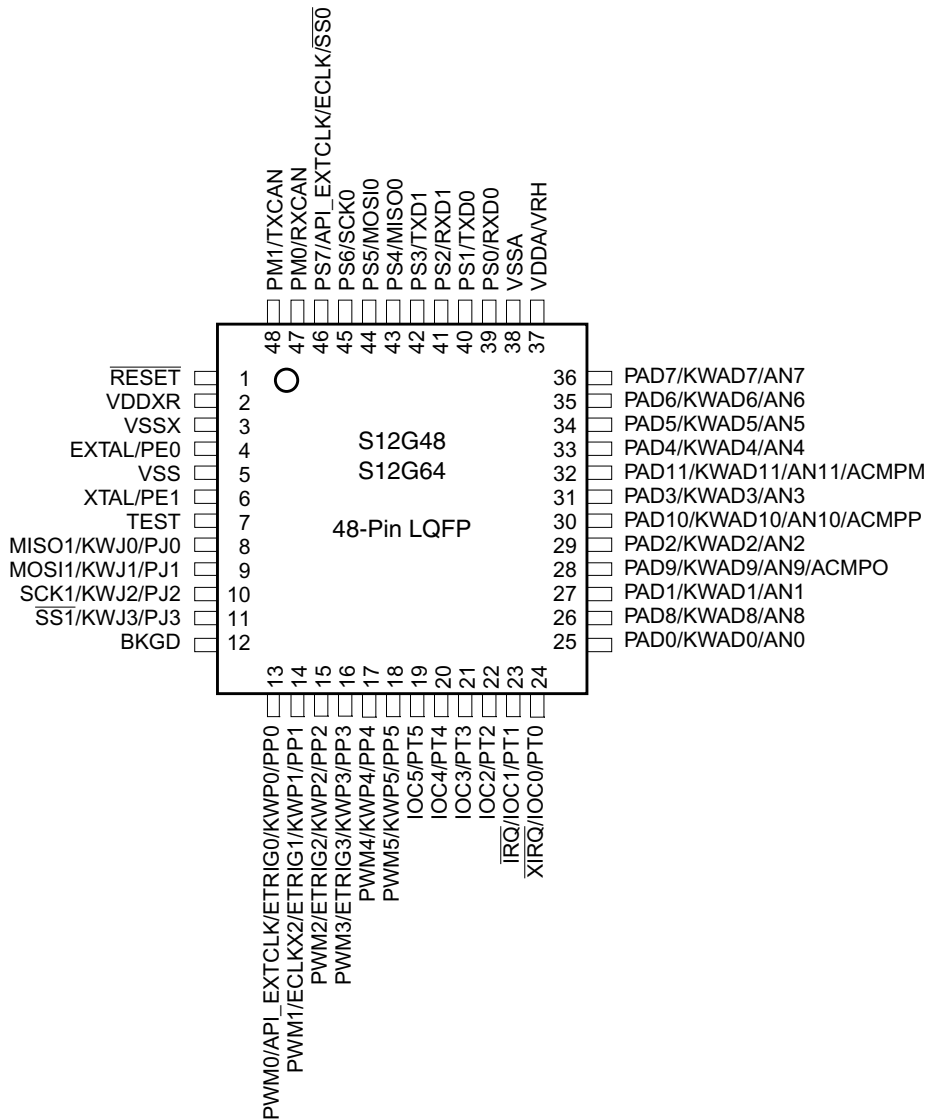 PM1/TXCAN
PM0/RXCAN
PS7/API_EXTCLK/ECLK/S̅S̅0̅
PS6/SCK0
PS5/MOSI0
PS4/MISO0
PS3/TXD1
PS2/RXD1
PS1/TXD0
PS0/RXD0
VSSA
VDDA/VRH
48
47
46
45
44
43
42
41
40
39
38
37
R̅E̅S̅E̅T̅ 1
VDDXR 2
VSSX 3
EXTAL/PE0 4
VSS 5
XTAL/PE1 6
TEST 7
MISO1/KWJ0/PJ0 8
MOSI1/KWJ1/PJ1 9
SCK1/KWJ2/PJ2 10
S̅S̅1̅/KWJ3/PJ3 11
BKGD 12
S12G48
S12G64
48-Pin LQFP
36 PAD7/KWAD7/AN7
35 PAD6/KWAD6/AN6
34 PAD5/KWAD5/AN5
33 PAD4/KWAD4/AN4
32 PAD11/KWAD11/AN11/ACMPM
31 PAD3/KWAD3/AN3
30 PAD10/KWAD10/AN10/ACMPP
29 PAD2/KWAD2/AN2
28 PAD9/KWAD9/AN9/ACMPO
27 PAD1/KWAD1/AN1
26 PAD8/KWAD8/AN8
25 PAD0/KWAD0/AN0
13
14
15
16
17
18
19
20
21
22
23
24
PWM0/API_EXTCLK/ETRIG0/KWP0/PP0
PWM1/ECLKX2/ETRIG1/KWP1/PP1
PWM2/ETRIG2/KWP2/PP2
PWM3/ETRIG3/KWP3/PP3
PWM4/KWP4/PP4
PWM5/KWP5/PP5
IOC5/PT5
IOC4/PT4
IOC3/PT3
IOC2/PT2
I̅R̅Q̅/IOC1/PT1
X̅I̅R̅Q̅/IOC0/PT0